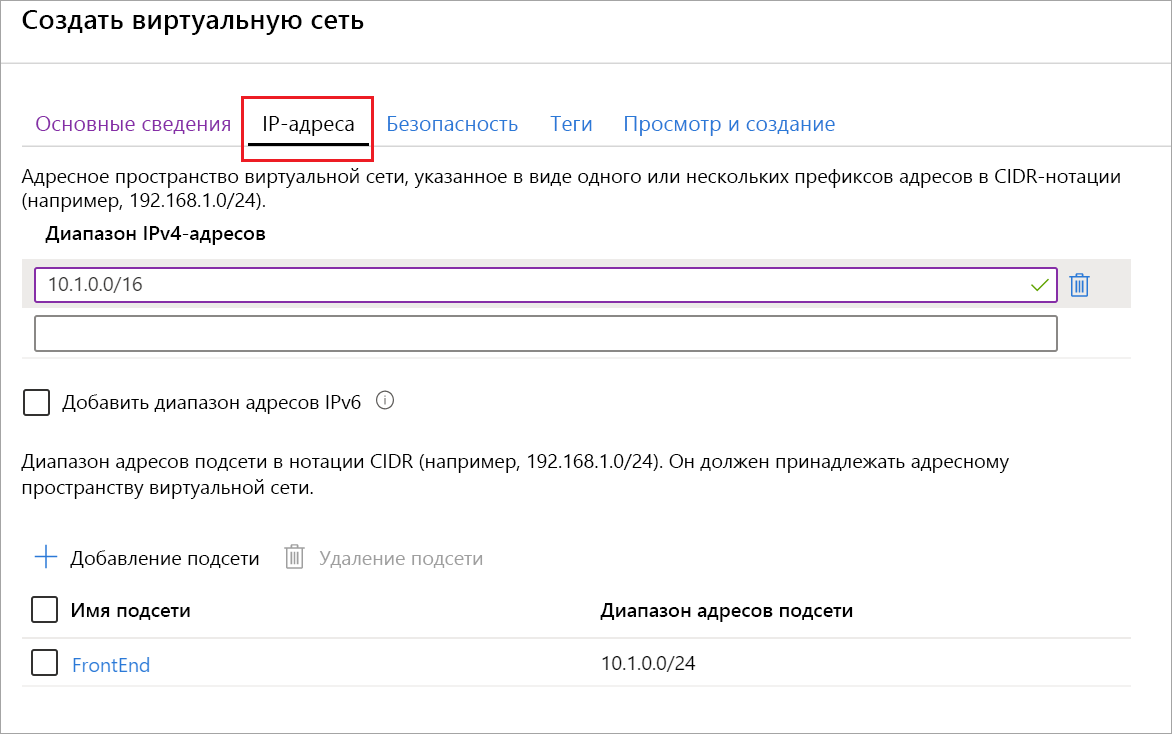 Создать виртуальную сеть
Основные сведения IP-адреса Безопасность Теги Просмотр и создание
Адресное пространство виртуальной сети, указанное в виде одного или нескольких префиксов адресов в CIDR-нотации
(например, 192.168.1.0/24).
Диапазон IPv4-адресов
10.1.0.0/16
Добавить диапазон адресов IPv6
Диапазон адресов подсети в нотации CIDR (например, 192.168.1.0/24). Он должен принадлежать адресному
пространству виртуальной сети.
Добавление подсети Удаление подсети
Имя подсети Диапазон адресов подсети
FrontEnd 10.1.0.0/24